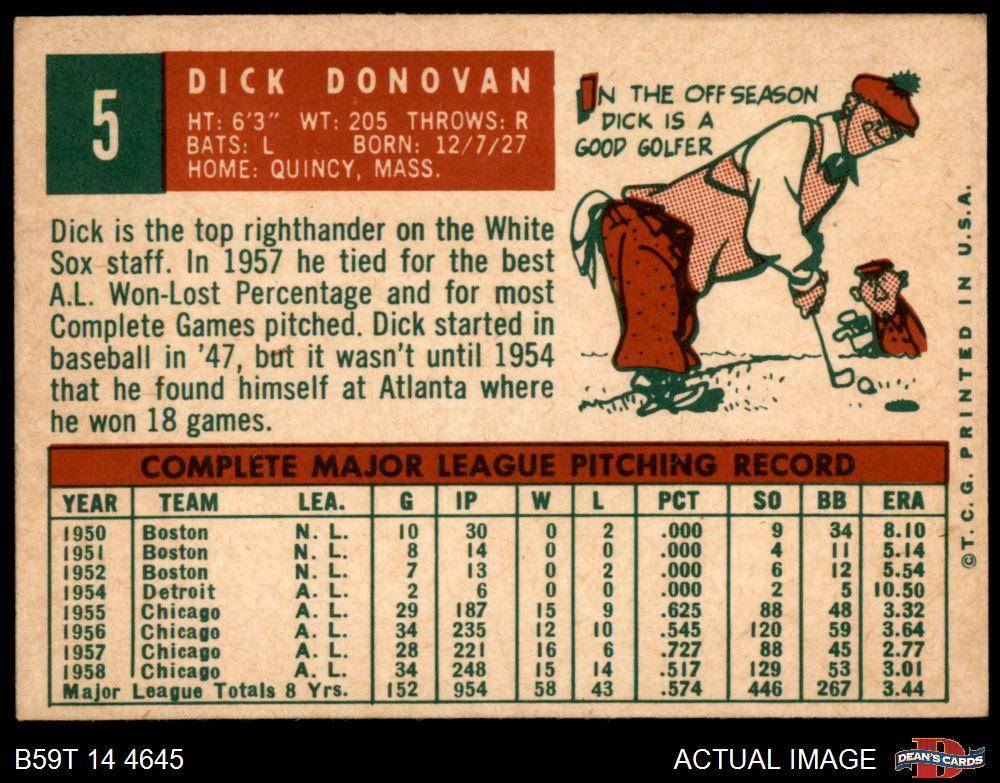 5
DICK DONOVAN
HT: 6'3" WT: 205 THROWS: R
BATS: L BORN: 12/7/27
HOME: QUINCY, MASS.
IN THE OFF SEASON
DICK IS A
GOOD GOLFER
Dick is the top righthander on the White
Sox staff. In 1957 he tied for the best
A.L. Won-Lost Percentage and for most
Complete Games pitched. Dick started in
baseball in '47, but it wasn't until 1954
that he found himself at Atlanta where
he won 18 games.
COMPLETE MAJOR LEAGUE PITCHING RECORD
YEAR TEAM LEA. G IP W L PCT SO BB ERA
1950 Boston N. L. 10 30 0 2 .000 9 34 8.10
1951 Boston N. L. 8 14 0 0 .000 4 11 5.14
1952 Boston N. L. 7 13 0 2 .000 6 12 5.54
1954 Detroit A. L. 2 6 0 0 .000 2 5 10.50
1955 Chicago A. L. 29 187 15 9 .625 88 48 3.32
1956 Chicago A. L. 34 235 12 10 .545 120 59 3.64
1957 Chicago A. L. 28 221 16 6 .727 88 45 2.77
1958 Chicago A. L. 34 248 15 14 .517 129 53 3.01
Major League Totals 8 Yrs. 152 954 58 43 .574 446 267 3.44
©T. C. G. PRINTED IN U.S.A.
B59T 14 4645
ACTUAL IMAGE
DEAN'S CARDS